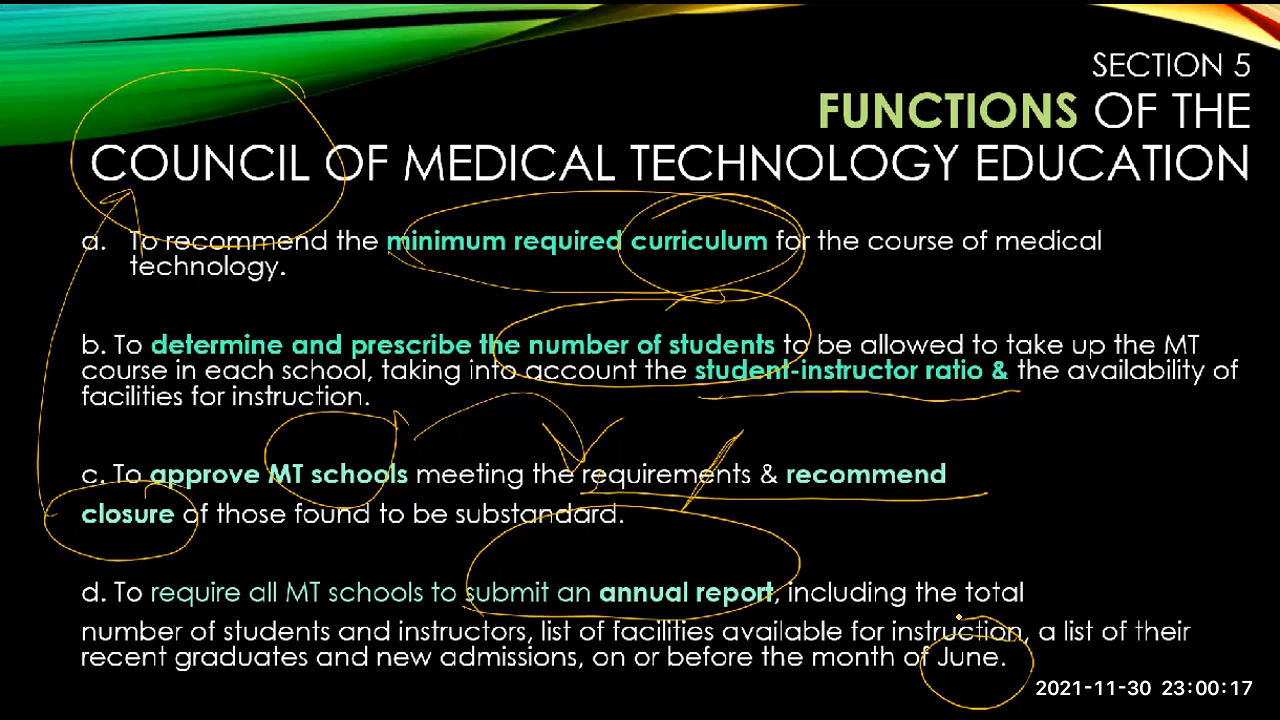 SECTION 5
FUNCTIONS OF THE
COUNCIL OF MEDICAL TECHNOLOGY EDUCATION
a. To recommend the minimum required curriculum for the course of medical
technology.
b. To determine and prescribe the number of students to be allowed to take up the MT
course in each school, taking into account the student-instructor ratio & the availability of
facilities for instruction.
c. To approve MT schools meeting the requirements & recommend
closure of those found to be substandard.
d. To require all MT schools to submit an annual report, including the total
number of students and instructors, list of facilities available for instruction, a list of their
recent graduates and new admissions, on or before the month of June.
2021-11-30 23:00:17